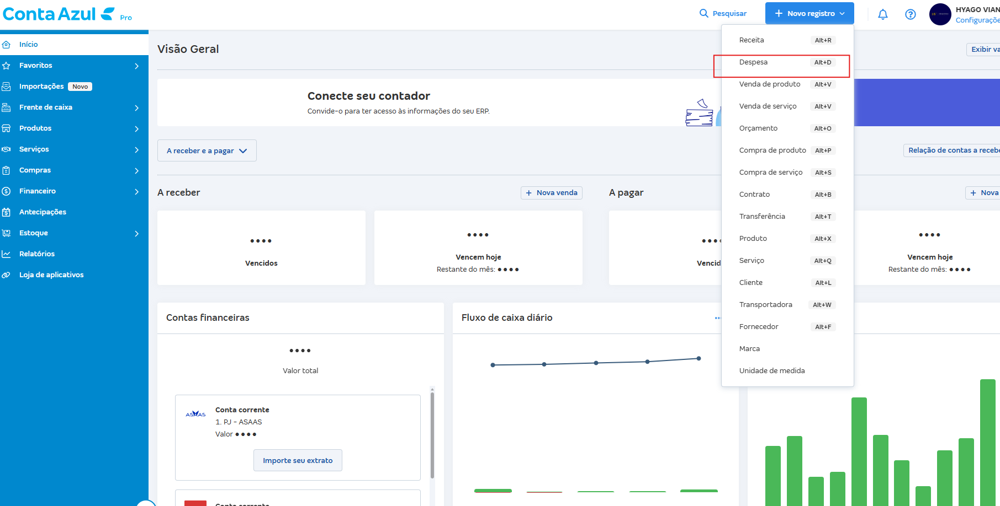 Conta Azul Pro
Pesquisar
Novo registro
HYAGO VIAN
Configuraçõe
Início
Favoritos
Importações Novo
Frente de caixa
Produtos
Serviços
Compras
Financeiro
Antecipações
Estoque
Relatórios
Loja de aplicativos
Visão Geral
Exibir va
Conecte seu contador
Convide-o para ter acesso às informações do seu ERP.
A receber e a pagar
Relação de contas a recebe
A receber
+ Nova venda
A pagar
+ Nova
Vencidos
Vencem hoje
Restante do mês: ●●●●
Vencid
Vencem hoje
Restante do mês: ●●●●
Contas financeiras
Valor total
ASAAS
Conta corrente
1. PJ - ASAAS
Valor ●●●●
Importe seu extrato
Conta corrente
Fluxo de caixa diário
Receita Alt+R
Despesa Alt+D
Venda de produto Alt+V
Venda de serviço Alt+V
Orçamento Alt+O
Compra de produto Alt+P
Compra de serviço Alt+S
Contrato Alt+B
Transferência Alt+T
Produto Alt+X
Serviço Alt+Q
Cliente Alt+L
Transportadora Alt+W
Fornecedor Alt+F
Marca
Unidade de medida